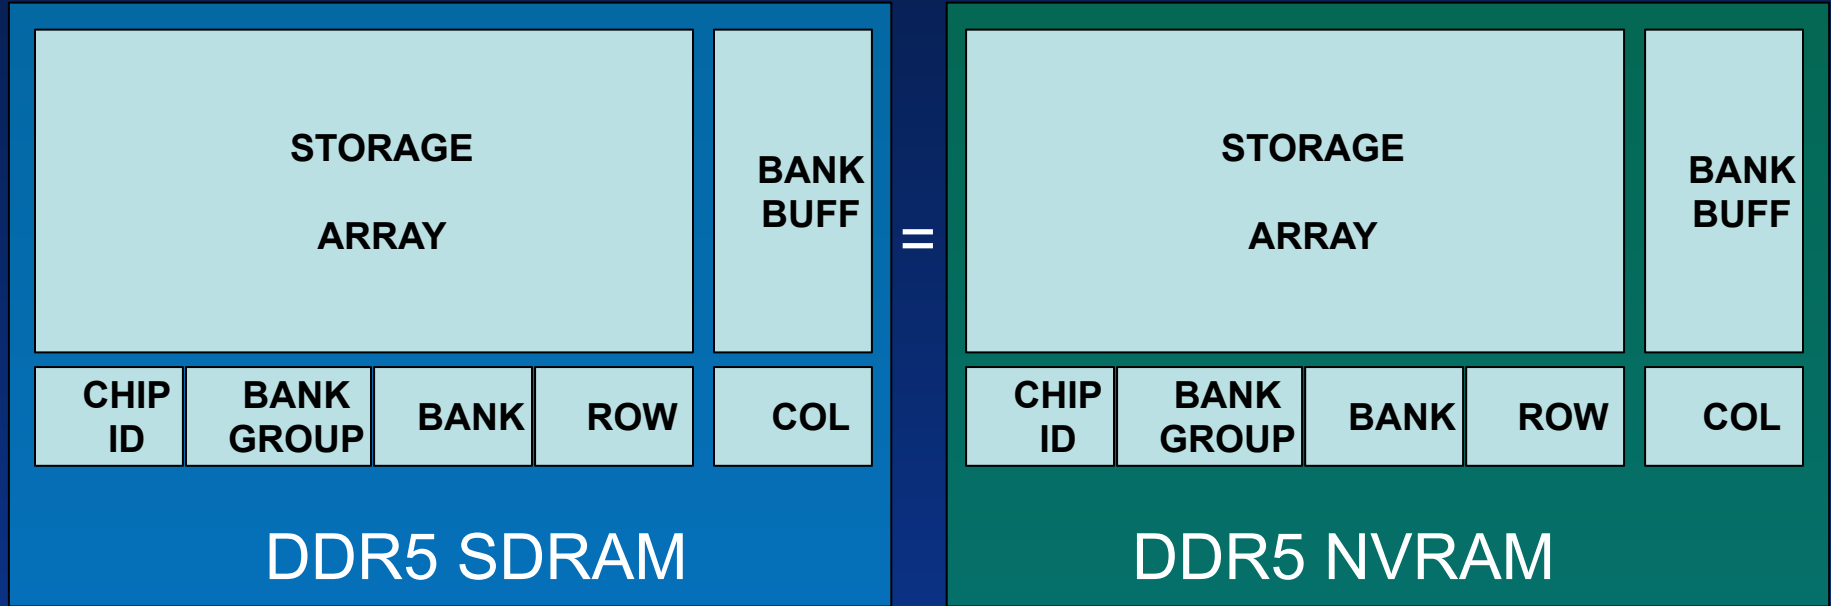 STORAGE
ARRAY
BANK
BUFF
CHIP
ID
BANK
GROUP
BANK
ROW
COL
DDR5 SDRAM
=
STORAGE
ARRAY
BANK
BUFF
CHIP
ID
BANK
GROUP
BANK
ROW
COL
DDR5 NVRAM